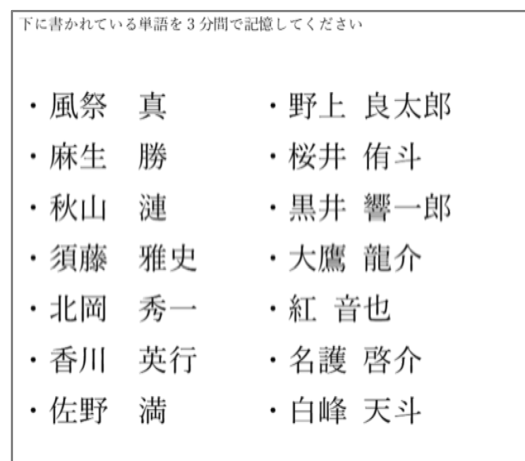 下に書かれている単語を3分間で記憶してください
・風祭　真
・麻生　勝
・秋山　漣
・須藤　雅史
・北岡　秀一
・香川　英行
・佐野　満
・野上 良太郎
・桜井 侑斗
・黒井 響一郎
・大鷹 龍介
・紅 音也
・名護 啓介
・白峰 天斗